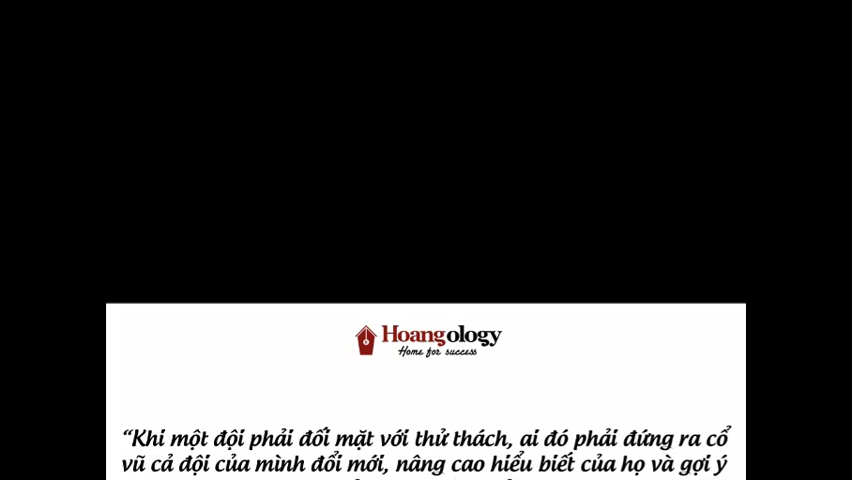 Hoangology
Home for success
“Khi một đội phải đối mặt với thử thách, ai đó phải đứng ra cổ
vũ cả đội của mình đổi mới, nâng cao hiểu biết của họ và gợi ý